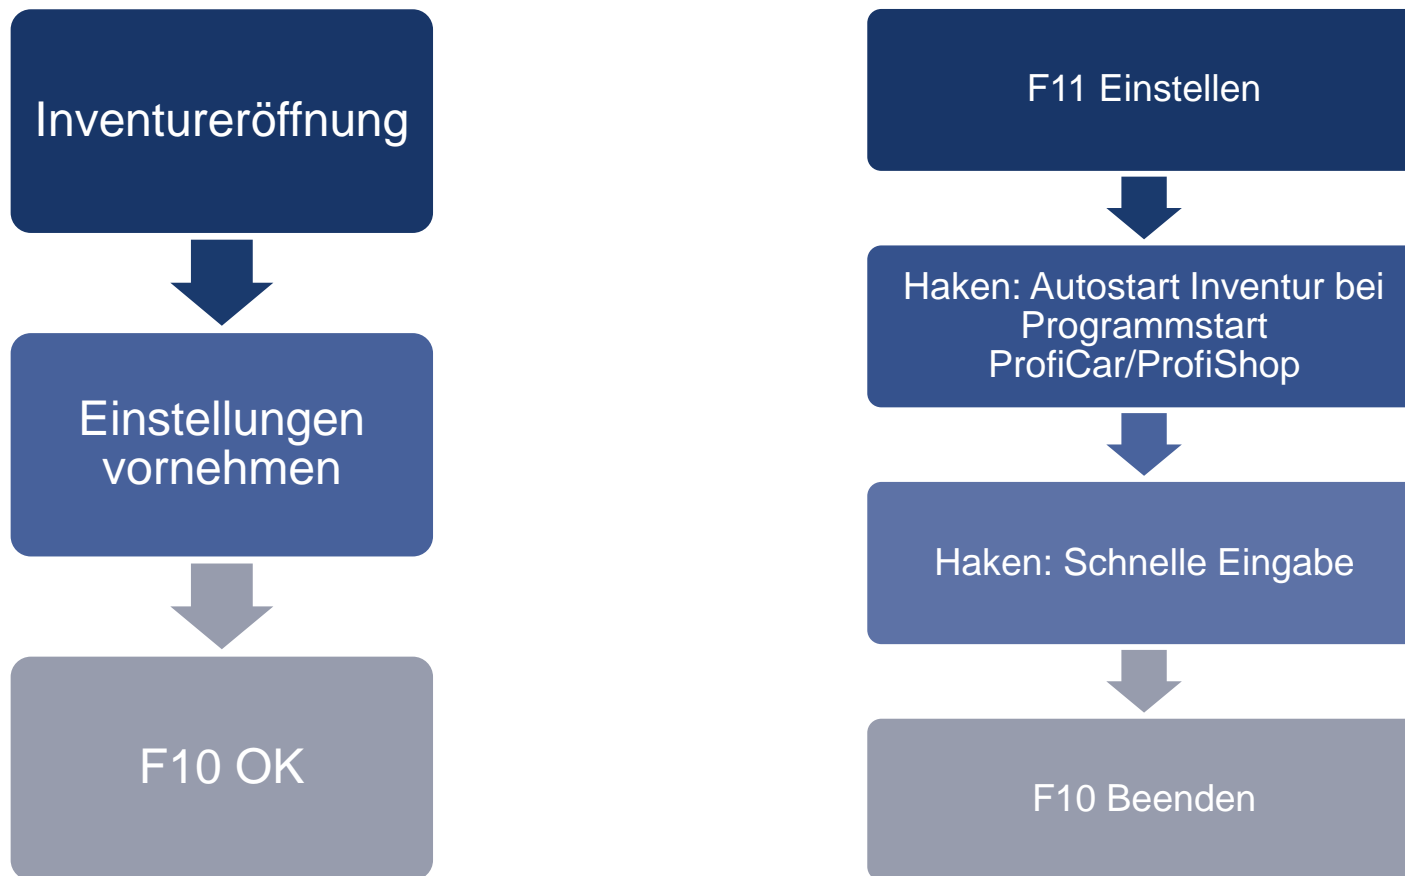 Inventureröffnung
Einstellungen
vornehmen
F10 OK
F11 Einstellen
Haken: Autostart Inventur bei
Programmstart
ProfiCar/ProfiShop
Haken: Schnelle Eingabe
F10 Beenden